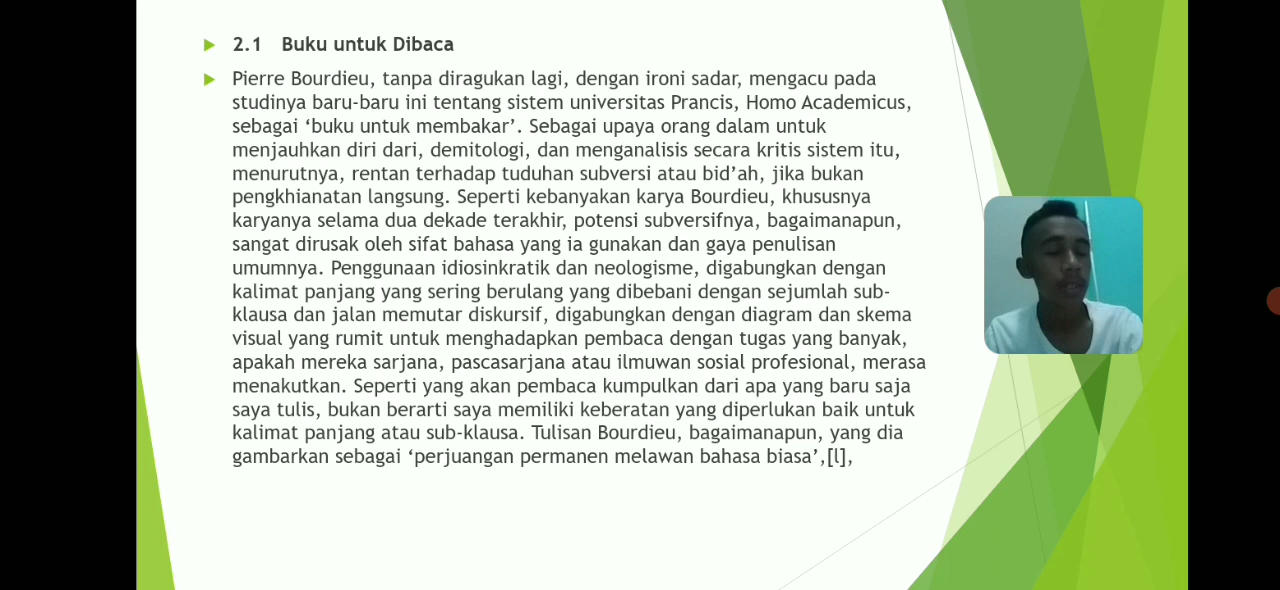 2.1 Buku untuk Dibaca
Pierre Bourdieu, tanpa diragukan lagi, dengan ironi sadar, mengacu pada
studinya baru-baru ini tentang sistem universitas Prancis, Homo Academicus,
sebagai ‘buku untuk membakar’. Sebagai upaya orang dalam untuk
menjauhkan diri dari, demitologi, dan menganalisis secara kritis sistem itu,
menurutnya, rentan terhadap tuduhan subversi atau bid’ah, jika bukan
pengkhianatan langsung. Seperti kebanyakan karya Bourdieu, khususnya
karyanya selama dua dekade terakhir, potensi subversifnya, bagaimanapun,
sangat dirusak oleh sifat bahasa yang ia gunakan dan gaya penulisan
umumnya. Penggunaan idiosinkratik dan neologisme, digabungkan dengan
kalimat panjang yang sering berulang yang dibebani dengan sejumlah sub-
klausa dan jalan memutar diskursif, digabungkan dengan diagram dan skema
visual yang rumit untuk menghadapkan pembaca dengan tugas yang banyak,
apakah mereka sarjana, pascasarjana atau ilmuwan sosial profesional, merasa
menakutkan. Seperti yang akan pembaca kumpulkan dari apa yang baru saja
saya tulis, bukan berarti saya memiliki keberatan yang diperlukan baik untuk
kalimat panjang atau sub-klausa. Tulisan Bourdieu, bagaimanapun, yang dia
gambarkan sebagai ‘perjuangan permanen melawan bahasa biasa’,[l],